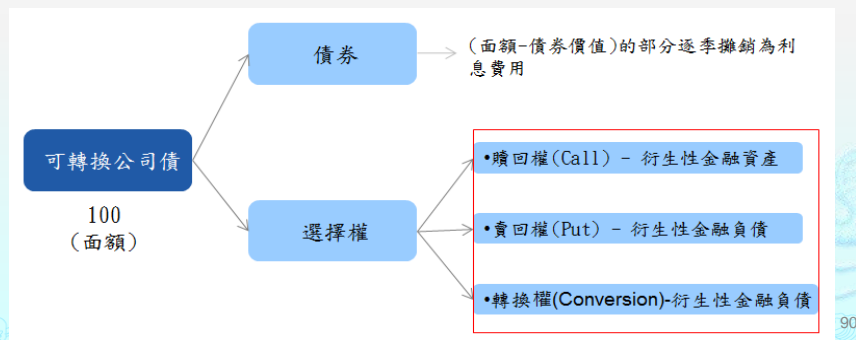 債券
(面額-債券價值)的部分逐季攤銷為利
息費用
可轉換公司債
100
(面額)
選擇權
•贖回權(Call) - 衍生性金融資產
•賣回權(Put) - 衍生性金融負債
•轉換權(Conversion)-衍生性金融負債
90